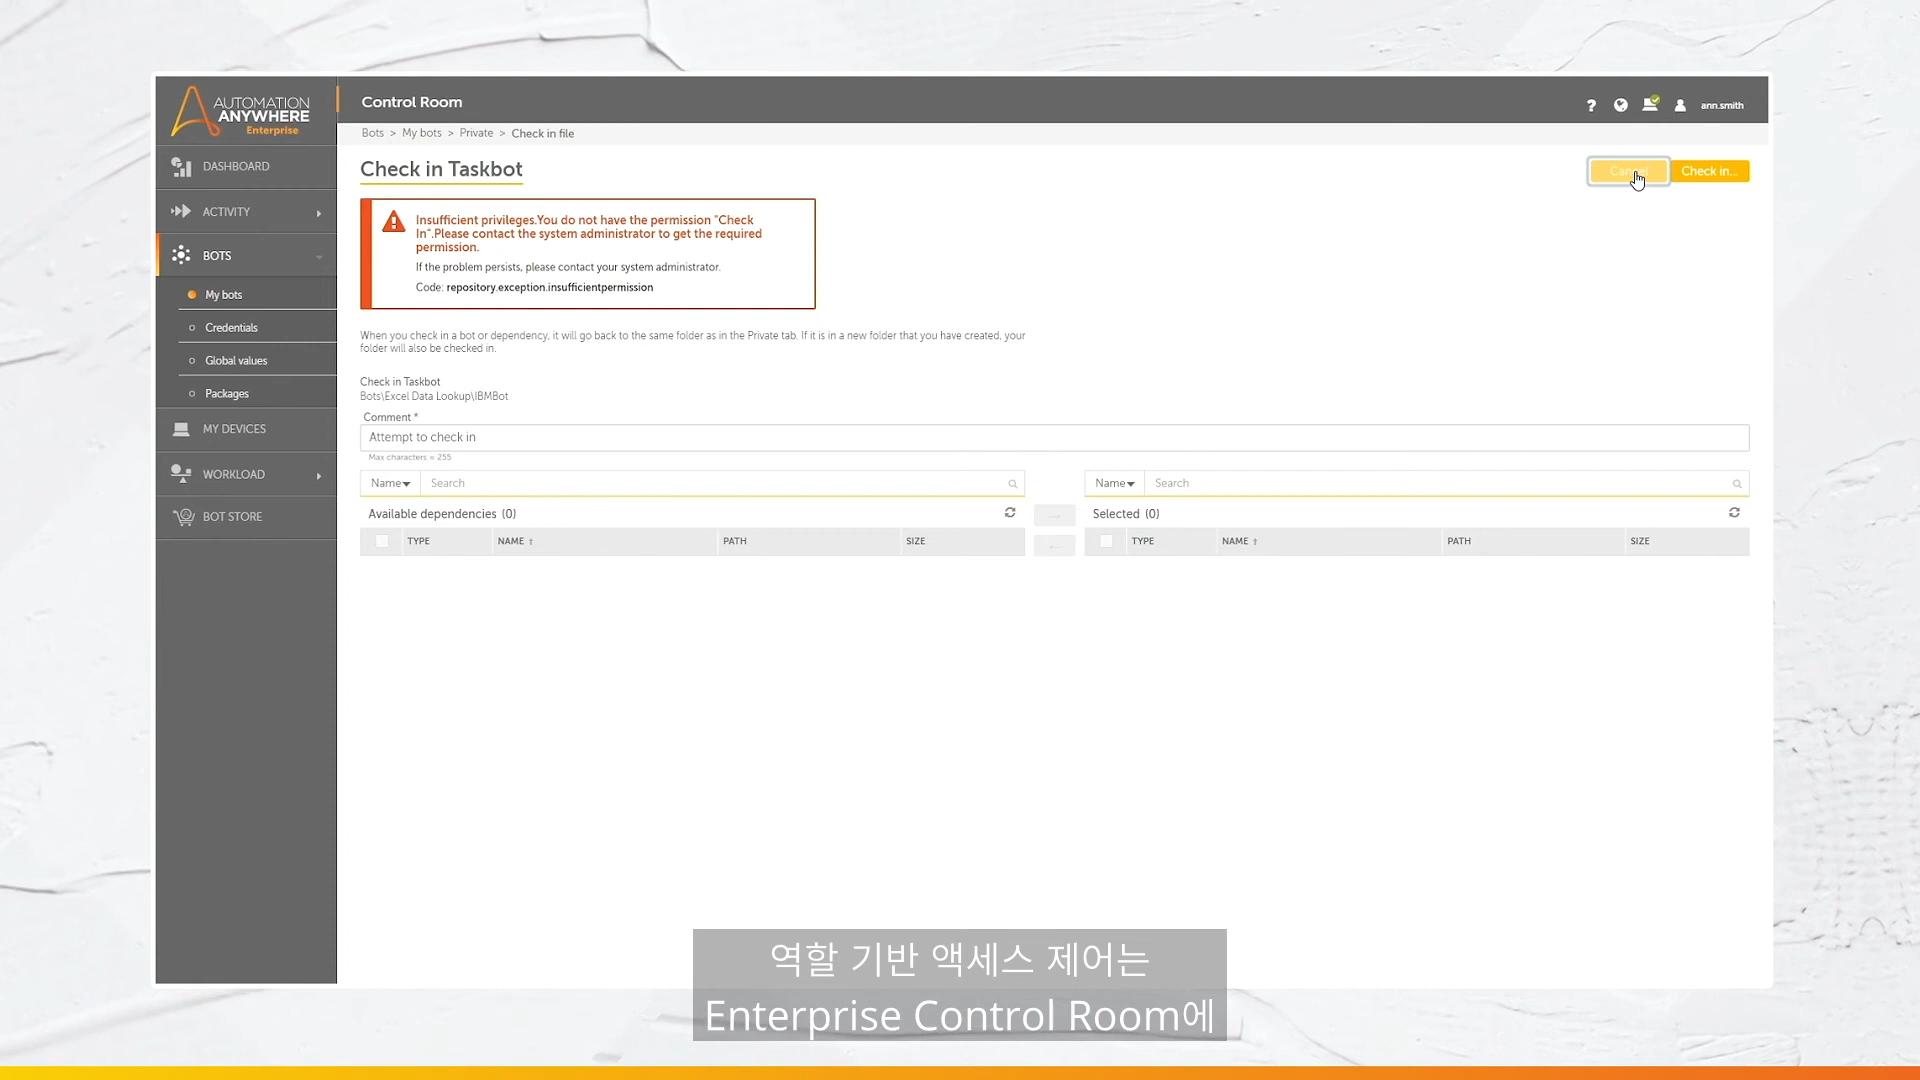 AUTOMATION
ANYWHERE
Enterprise
Control Room
ann.smith
Bots > My bots > Private > Check in file
DASHBOARD
ACTIVITY
BOTS
My bots
Credentials
Global values
Packages
MY DEVICES
WORKLOAD
BOT STORE
Check in Taskbot
Cancel
Check in...
Insufficient privileges.You do not have the permission "Check
In".Please contact the system administrator to get the required
permission.
If the problem persists, please contact your system administrator.
Code: repository.exception.insufficientpermission
When you check in a bot or dependency, it will go back to the same folder as in the Private tab. If it is in a new folder that you have created, your
folder will also be checked in.
Check in Taskbot
Bots\Excel Data Lookup\IBMBot
Comment *
Attempt to check in
Max characters = 255
Name Search
Name Search
Available dependencies (0)
Selected (0)
TYPE NAME ↑ PATH SIZE
TYPE NAME ↑ PATH SIZE
역할 기반 액세스 제어는
Enterprise Control Room에